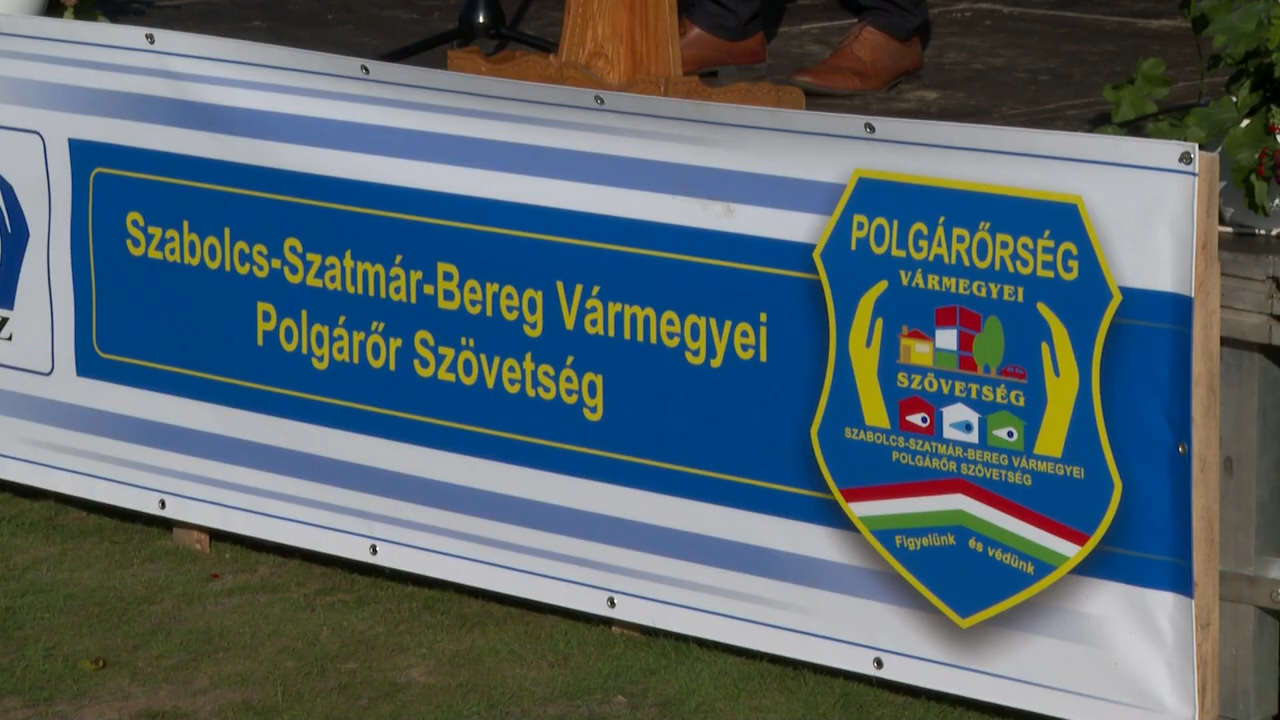 Szabolcs-Szatmár-Bereg Vármegyei
Polgárőr Szövetség
POLGÁRŐRSÉG
VÁRMEGYEI
SZÖVETSÉG
SZABOLCS-SZATMÁR-BEREG VÁRMEGYEI
POLGÁRŐR SZÖVETSÉG
Figyelünk és védünk